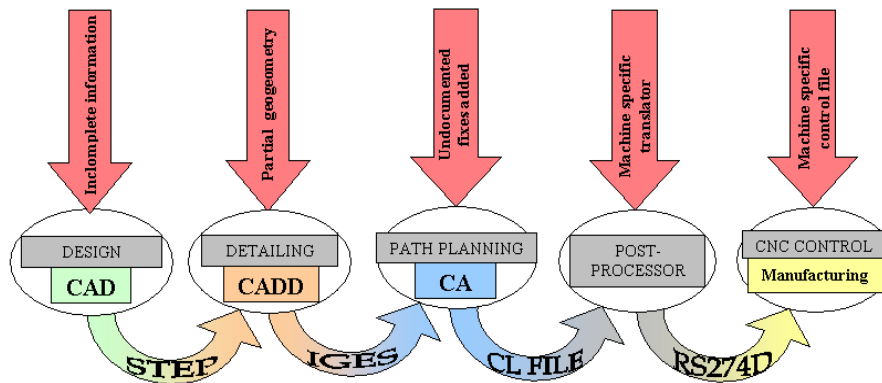 Inclomplete information
Partial geogeometry
Undocumented
fixes added
Machine specific
translator
Machine specific
control file
DESIGN
CAD
DETAILING
CADD
PATH PLANNING
CA
POST-
PROCESSOR
CNC CONTROL
Manufacturing
STEP
IGES
CL FILE
RS274D